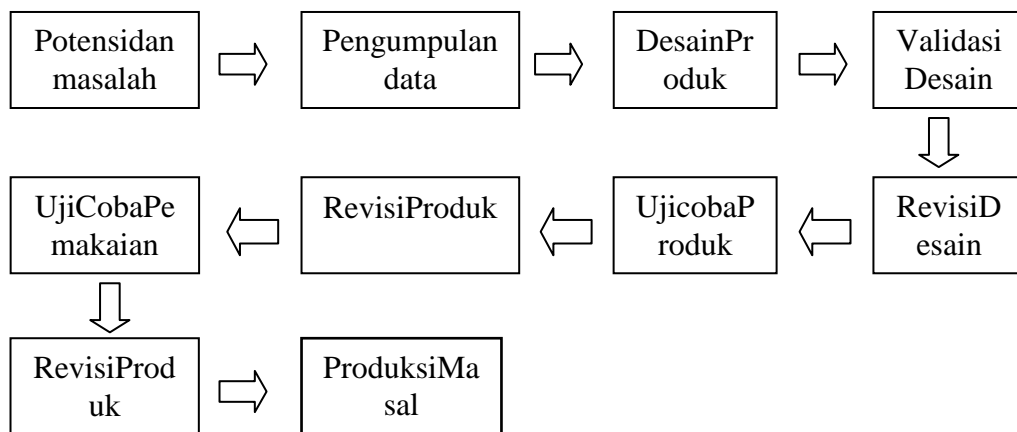 Potensidan
masalah
Pengumpulan
data
DesainPr
oduk
Validasi
Desain
UjiCobaPe
makaian
RevisiProduk
UjicobaP
roduk
RevisiD
esain
RevisiProd
uk
ProduksiMa
sal